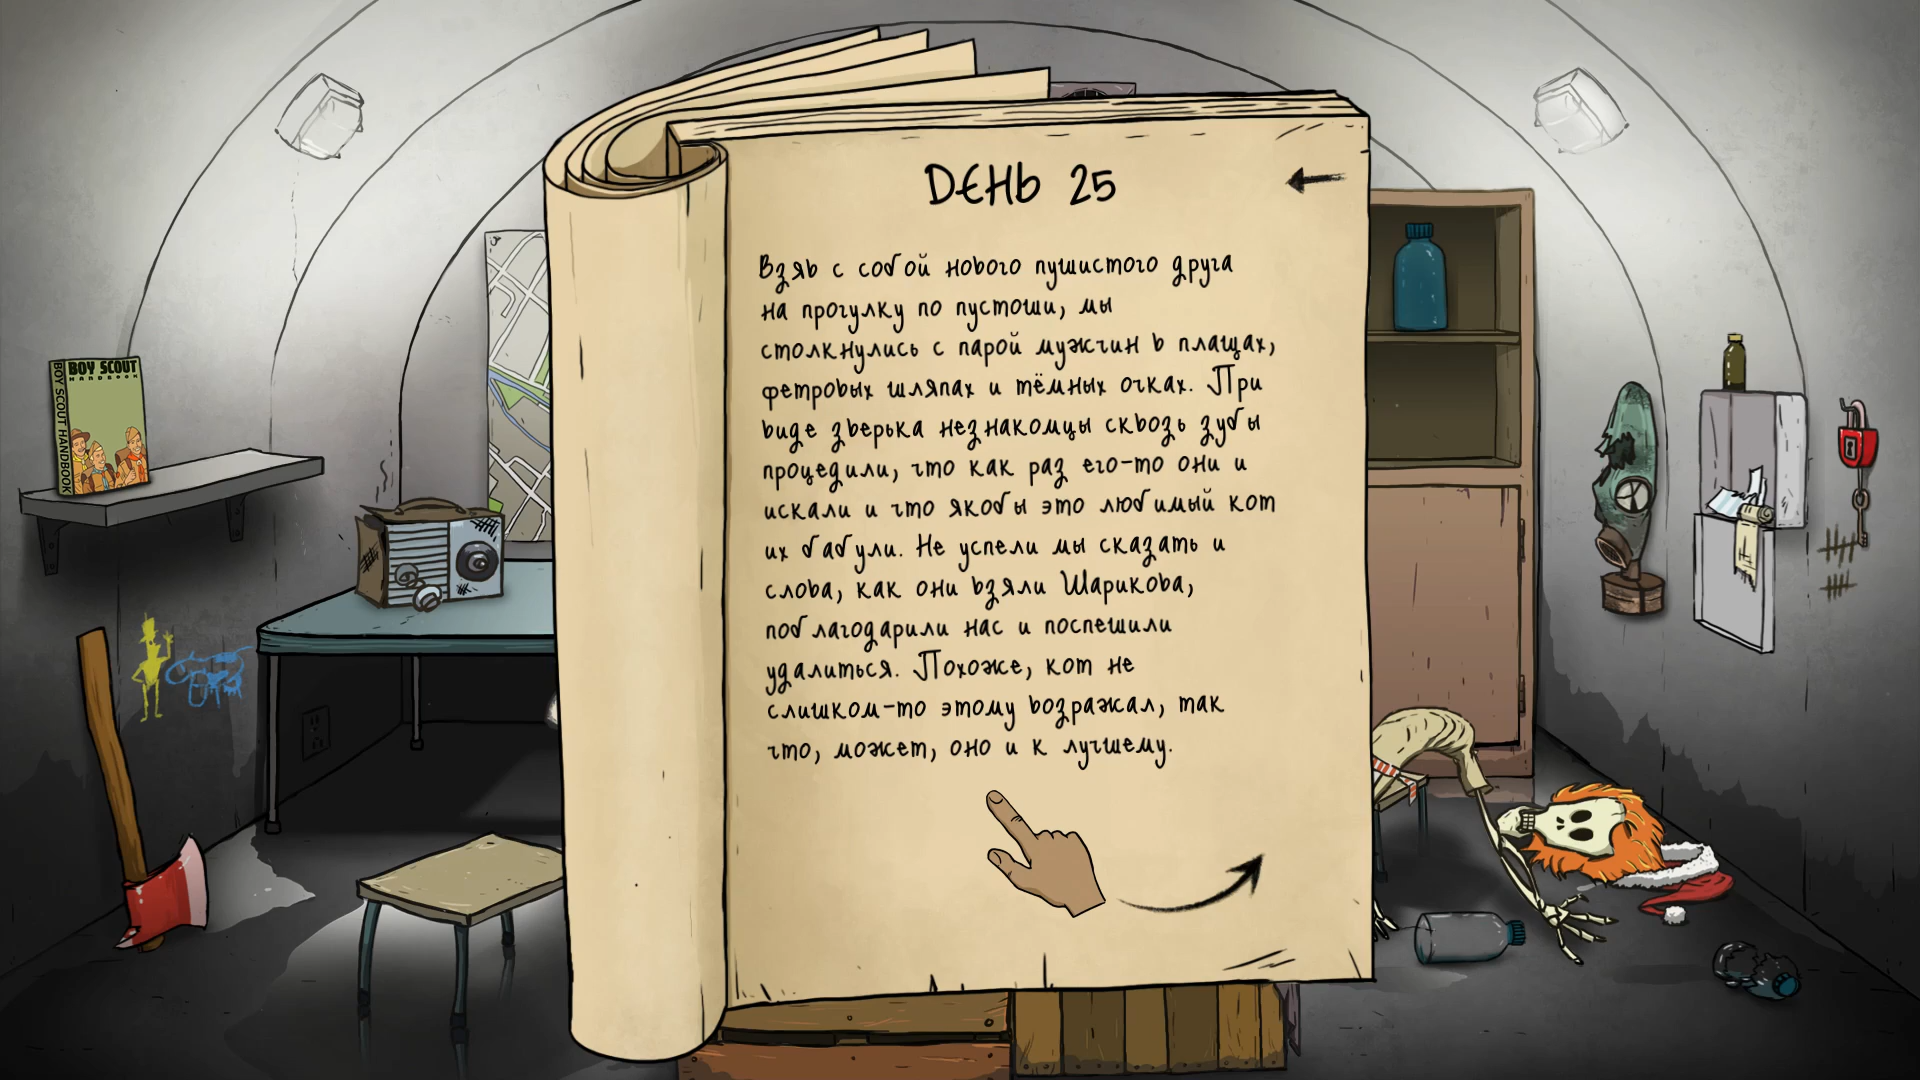 BOY SCOUT
HANDBOOK
BOY SCOUT HANDBOOK
ДЕНЬ 25
Взяв с собой нового пушистого друга
на прогулку по пустоши, мы
столкнулись с парой мужчин в плащах,
фетровых шляпах и тёмных очках. При
виде зверька незнакомцы сквозь зубы
процедили, что как раз его-то они и
искали и что якобы это любимый кот
их бабули. Не успели мы сказать и
слова, как они взяли Шарикова,
поблагодарили нас и поспешили
удалиться. Похоже, кот не
слишком-то этому возражал, так
что, может, оно и к лучшему.